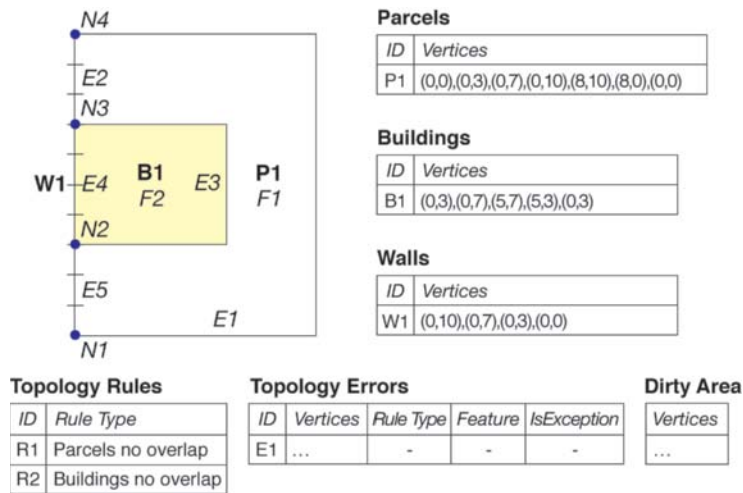 N4
E2
N3
W1
E4
B1
F2
E3
P1
F1
N2
E5
E1
N1
Parcels
ID Vertices
P1 (0,0),(0,3),(0,7),(0,10),(8,10),(8,0),(0,0)
Buildings
ID Vertices
B1 (0,3),(0,7),(5,7),(5,3),(0,3)
Walls
ID Vertices
W1 (0,10),(0,7),(0,3),(0,0)
Topology Rules
ID Rule Type
R1 Parcels no overlap
R2 Buildings no overlap
Topology Errors
ID Vertices Rule Type Feature IsException
E1 ... - - -
Dirty Area
Vertices
...